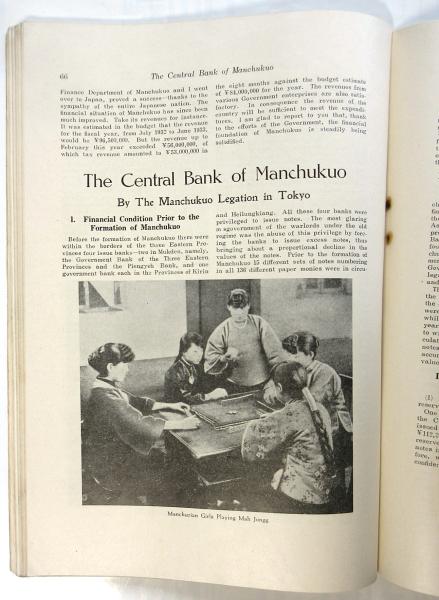 66
The Central Bank of Manchukuo
Finance Department of Manchukuo and I went
over to Japan, proved a success—thanks to the
sympathy of the entire Japanese nation. The
financial situation of Manchukuo has since been
much improved. Take its revenues for instance.
It was estimated in the budget that the revenue
for the fiscal year, from July 1932 to June 1933,
would be ¥96,500,000. But the revenue up to
February this year exceeded ¥56,000,000, of
which tax revenue amounted to ¥53,000,000 in
the eight months against the budget estimate
of ¥81,000,000 for the year. The revenues from
various Government enterprises are also satis-
factory. In consequence the revenue of the
country will be sufficient to meet the expendi-
tures. I am glad to report to you that, thanks
to the efforts of the Government, the financial
foundation of Manchukuo is steadily being
solidified.
The Central Bank of Manchukuo
By The Manchukuo Legation in Tokyo
I. Financial Condition Prior to the
Formation of Manchukuo
Before the formation of Manchukuo there were
within the borders of the three Eastern Pro-
vinces four issue banks—two in Mukden, namely,
the Government Bank of the Three Eastern
Provinces and the Piengyeh Bank, and one
government bank each in the Provinces of Kirin
and Heilungkiang. All these four banks were
privileged to issue notes. The most glaring
misgovernment of the warlords under the old
regime was the abuse of this privilege by forc-
ing the banks to issue excess notes, thus
bringing about a proportional decline in the
values of the notes. Prior to the formation of
Manchukuo 15 different sets of notes numbering
in all 136 different paper monies were in circu-
Manchurian Girls Playing Mah Jongg